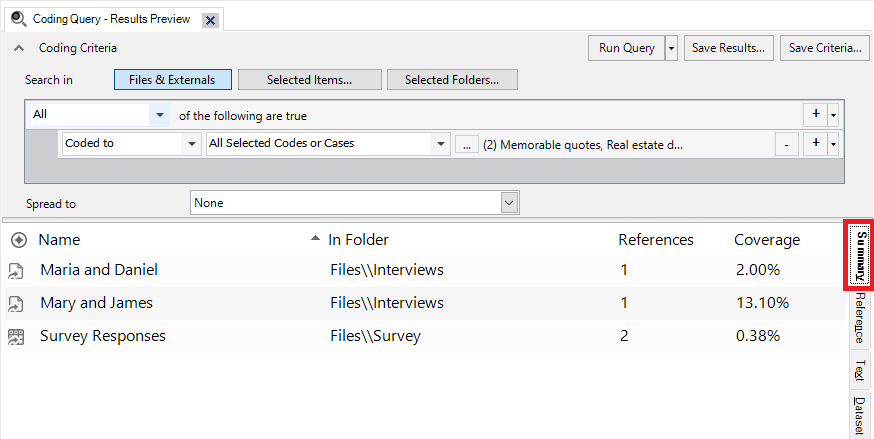 Coding Query - Results Preview
Coding Criteria
Run Query
Save Results...
Save Criteria...
Search in
Files & Externals
Selected Items...
Selected Folders...
All
of the following are true
+
Coded to
All Selected Codes or Cases
...
(2) Memorable quotes, Real estate d...
-
+
Spread to
None
Name In Folder References Coverage
Maria and Daniel Files\\Interviews 1 2.00%
Mary and James Files\\Interviews 1 13.10%
Survey Responses Files\\Survey 2 0.38%
Summary
Reference
Text
Dataset